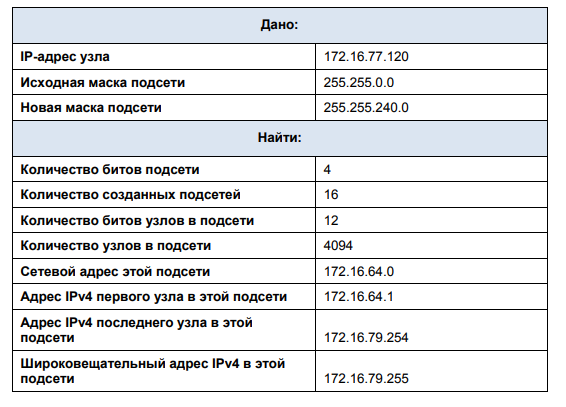 Дано:
IP-адрес узла 172.16.77.120
Исходная маска подсети 255.255.0.0
Новая маска подсети 255.255.240.0
Найти:
Количество битов подсети 4
Количество созданных подсетей 16
Количество битов узлов в подсети 12
Количество узлов в подсети 4094
Сетевой адрес этой подсети 172.16.64.0
Адрес IPv4 первого узла в этой подсети 172.16.64.1
Адрес IPv4 последнего узла в этой
подсети 172.16.79.254
Широковещательный адрес IPv4 в этой
подсети 172.16.79.255